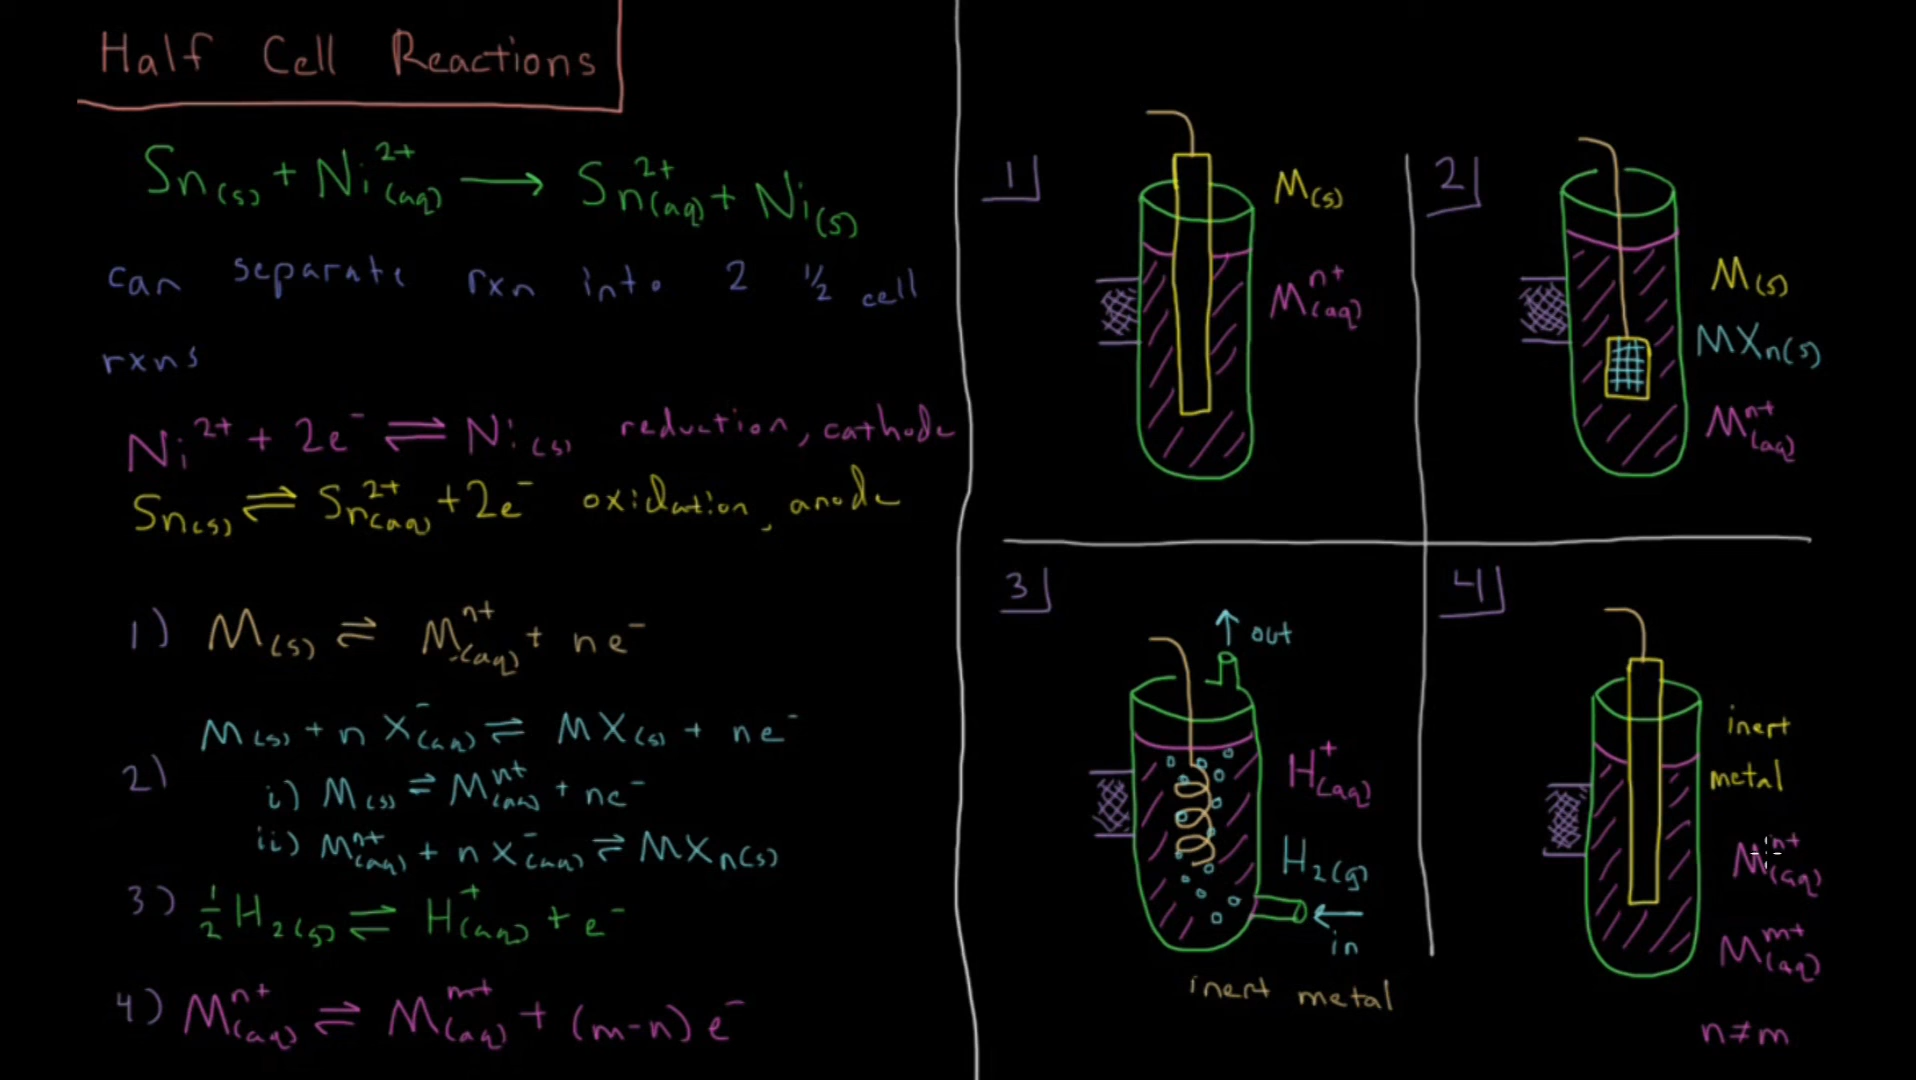 Half Cell Reactions
Sn(s) + Ni²⁺(aq) → Sn²⁺(aq) + Ni(s)
can separate rxn into 2 ½ cell
rxns
Ni²⁺ + 2e⁻ ⇌ Ni(s) reduction, cathode
Sn(s) ⇌ Sn²⁺(aq) + 2e⁻ oxidation, anode
1) M(s) ⇌ Mⁿ⁺(aq) + ne⁻
2) M(s) + n X⁻(aq) ⇌ MX(s) + ne⁻
i) M(s) ⇌ Mⁿ⁺(aq) + ne⁻
ii) Mⁿ⁺(aq) + n X⁻(aq) ⇌ MXn(s)
3) ½ H₂(g) ⇌ H⁺(aq) + e⁻
4) Mⁿ⁺(aq) ⇌ Mᵐ⁺(aq) + (m-n) e⁻
1
M(s)
Mⁿ⁺(aq)
2
M(s)
MXn(s)
Mⁿ⁺(aq)
3
out
H⁺(aq)
H₂(g)
in
inert metal
4
inert
metal
Mⁿ⁺(aq)
Mᵐ⁺(aq)
n ≠ m